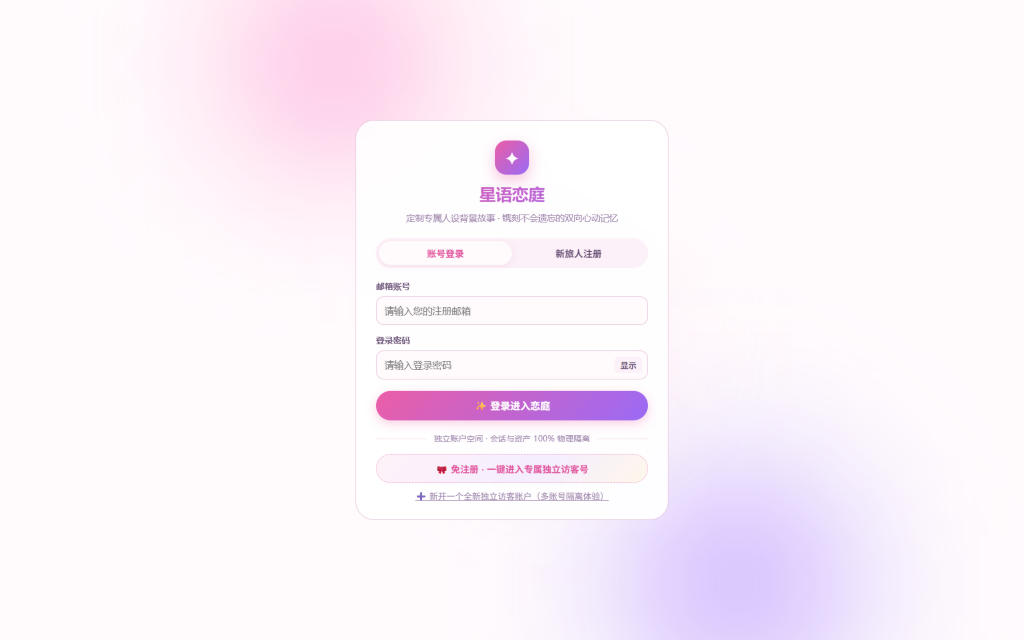 星语恋庭
定制专属人设背景故事 · 镌刻不会遗忘的双向心动记忆
账号登录
新旅人注册
邮箱账号
请输入您的注册邮箱
登录密码
请输入登录密码
显示
✨ 登录进入恋庭
独立账户空间 · 会话与资产 100% 物理隔离
🎀 免注册 · 一键进入专属独立访客号
➕ 新开一个全新独立访客账户（多账号隔离体验）